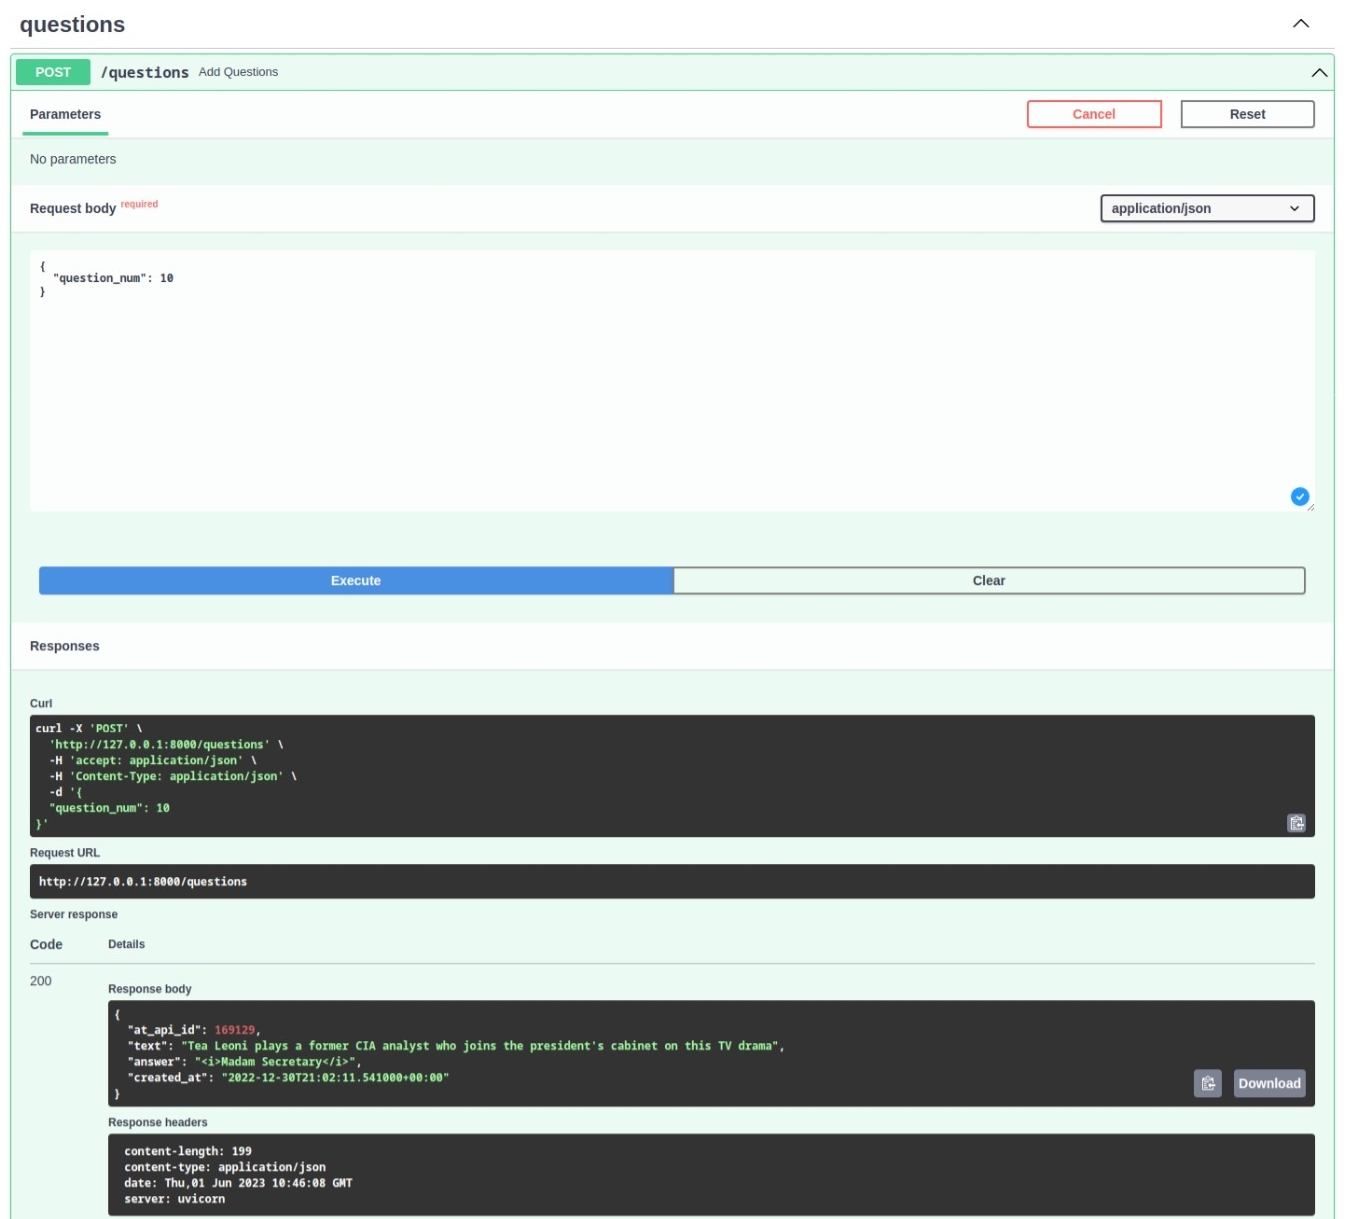 questions
POST /questions Add Questions
Parameters Cancel Reset
No parameters
Request body required application/json
{
"question_num": 10
}
Execute Clear
Responses
Curl
curl -X 'POST' \
'http://127.0.0.1:8000/questions' \
-H 'accept: application/json' \
-H 'Content-Type: application/json' \
-d '{
"question_num": 10
}'
Request URL
http://127.0.0.1:8000/questions
Server response
Code Details
200
Response body
{
"at_api_id": 169129,
"text": "Tea Leoni plays a former CIA analyst who joins the president's cabinet on this TV drama",
"answer": "<i>Madam Secretary</i>",
"created_at": "2022-12-30T21:02:11.541000+00:00"
}
Download
Response headers
content-length: 199
content-type: application/json
date: Thu,01 Jun 2023 10:46:08 GMT
server: uvicorn